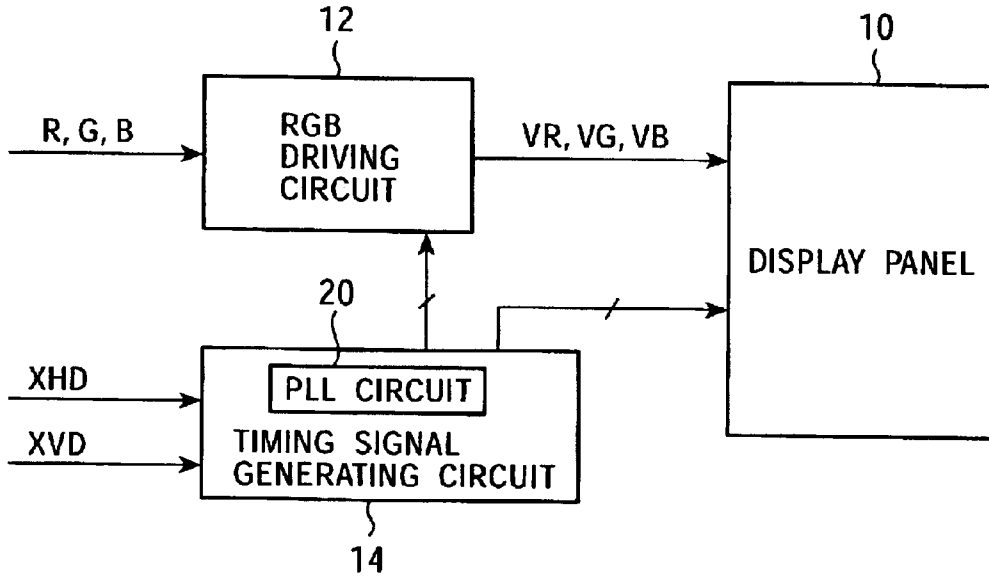 12
10
R, G, B
RGB
DRIVING
CIRCUIT
VR, VG, VB
DISPLAY PANEL
20
XHD
PLL CIRCUIT
XVD
TIMING SIGNAL
GENERATING CIRCUIT
14